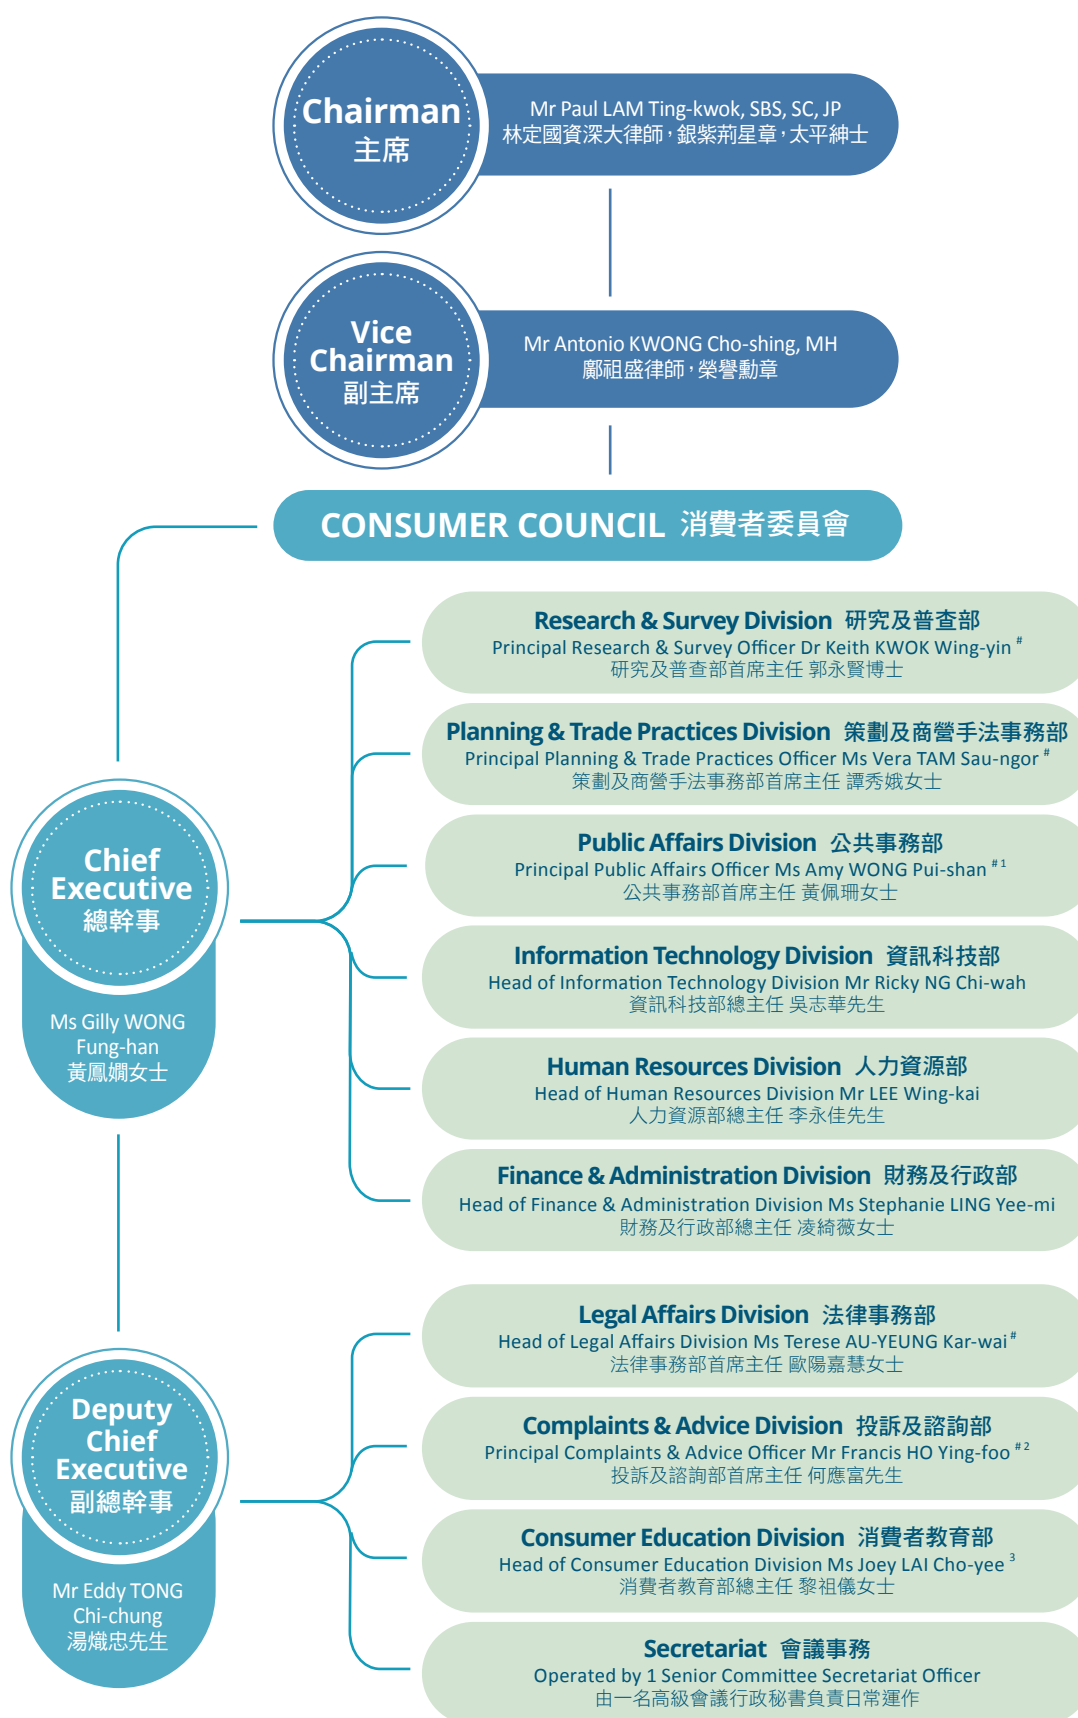 Chairman
主席
Mr Paul LAM Ting-kwok, SBS, SC, JP
林定國資深大律師，銀紫荊星章，太平紳士
Vice
Chairman
副主席
Mr Antonio KWONG Cho-shing, MH
鄺祖盛律師，榮譽勳章
CONSUMER COUNCIL 消費者委員會
Chief
Executive
總幹事
Ms Gilly WONG
Fung-han
黃鳳嫺女士
Research & Survey Division 研究及普查部
Principal Research & Survey Officer Dr Keith KWOK Wing-yin #
研究及普查部首席主任 郭永賢博士
Planning & Trade Practices Division 策劃及商營手法事務部
Principal Planning & Trade Practices Officer Ms Vera TAM Sau-ngor #
策劃及商營手法事務部首席主任 譚秀娥女士
Public Affairs Division 公共事務部
Principal Public Affairs Officer Ms Amy WONG Pui-shan # 1
公共事務部首席主任 黃佩珊女士
Information Technology Division 資訊科技部
Head of Information Technology Division Mr Ricky NG Chi-wah
資訊科技部總主任 吳志華先生
Human Resources Division 人力資源部
Head of Human Resources Division Mr LEE Wing-kai
人力資源部總主任 李永佳先生
Finance & Administration Division 財務及行政部
Head of Finance & Administration Division Ms Stephanie LING Yee-mi
財務及行政部總主任 凌綺薇女士
Deputy
Chief
Executive
副總幹事
Mr Eddy TONG
Chi-chung
湯熾忠先生
Legal Affairs Division 法律事務部
Head of Legal Affairs Division Ms Terese AU-YEUNG Kar-wai #
法律事務部首席主任 歐陽嘉慧女士
Complaints & Advice Division 投訴及諮詢部
Principal Complaints & Advice Officer Mr Francis HO Ying-foo # 2
投訴及諮詢部首席主任 何應富先生
Consumer Education Division 消費者教育部
Head of Consumer Education Division Ms Joey LAI Cho-yee 3
消費者教育部總主任 黎祖儀女士
Secretariat 會議事務
Operated by 1 Senior Committee Secretariat Officer
由一名高級會議行政秘書負責日常運作